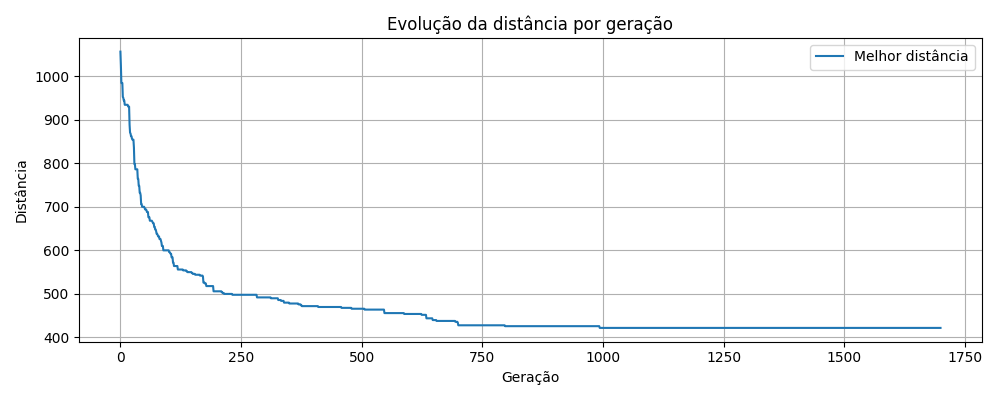 Evolução da distância por geração
Melhor distância
1000
900
800
700
600
500
400
Distância
0 250 500 750 1000 1250 1500 1750
Geração